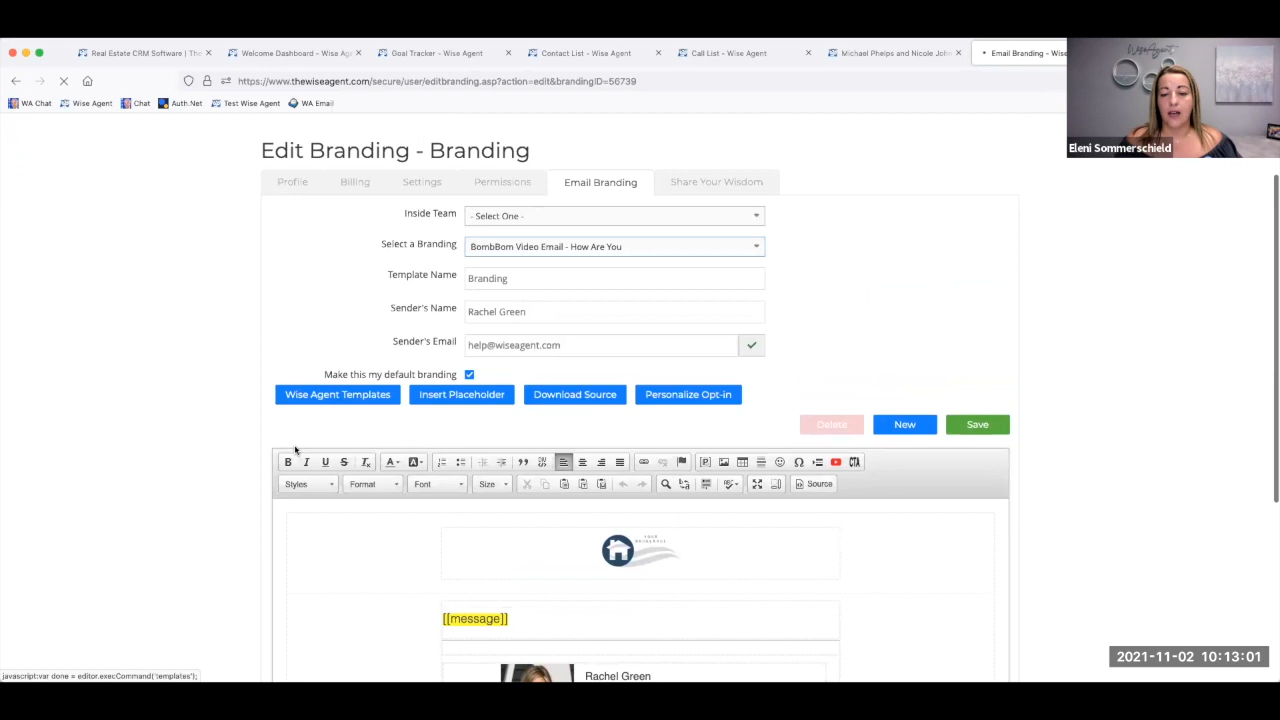 Real Estate CRM Software | The
Welcome Dashboard - Wise Age
Goal Tracker - Wise Agent
Contact List - Wise Agent
Call List - Wise Agent
Michael Phelps and Nicole John
Email Branding - Wise
https://www.thewiseagent.com/secure/user/editbranding.asp?action=edit&brandingID=56739
WA Chat
Wise Agent
Chat
Auth.Net
Test Wise Agent
WA Email
WiseAgent
Eleni Sommerschield
Edit Branding - Branding
Profile
Billing
Settings
Permissions
Email Branding
Share Your Wisdom
Inside Team
- Select One -
Select a Branding
BombBom Video Email - How Are You
Template Name
Branding
Sender's Name
Rachel Green
Sender's Email
help@wiseagent.com
Make this my default branding
Wise Agent Templates
Insert Placeholder
Download Source
Personalize Opt-in
Delete
New
Save
Styles
Format
Font
Size
Source
YOUR
BROKERAGE
[[message]]
Rachel Green
javascript:var done = editor.execCommand('templates');
2021-11-02 10:13:01